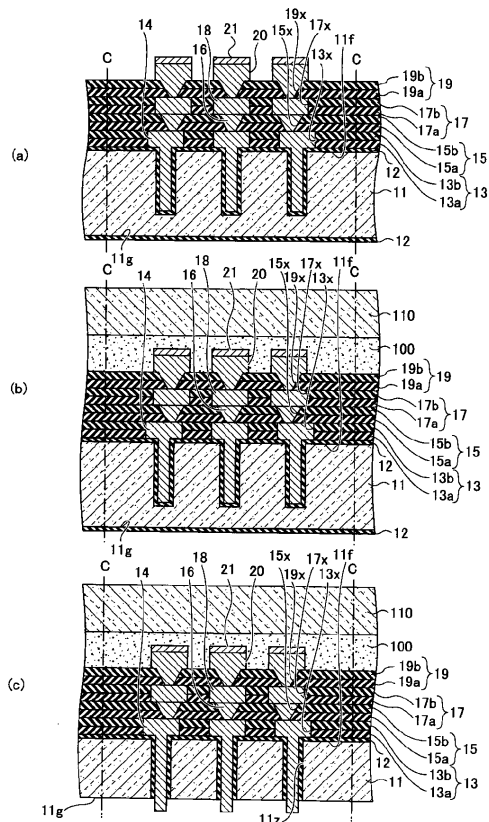 21 19x
14 18 20 17x
C 16 15x 13x 11f C
19b
19a } 19
17b
17a } 17
15b
15a } 15
12
13b
13a } 13
11
(a)
11g 12
21 15x 17x
C 14 16 18 20 19x 13x 11f C
110
100
19b
19a } 19
(b)
17b
17a } 17
15b
15a } 15
12
13b
13a } 13
11
11g 12
21 15x 17x 11f
C 14 16 18 20 19x 13x C
110
100
(c)
19b
19a } 19
17b
17a } 17
15b
15a } 15
12
13b
13a } 13
11
11g 11z